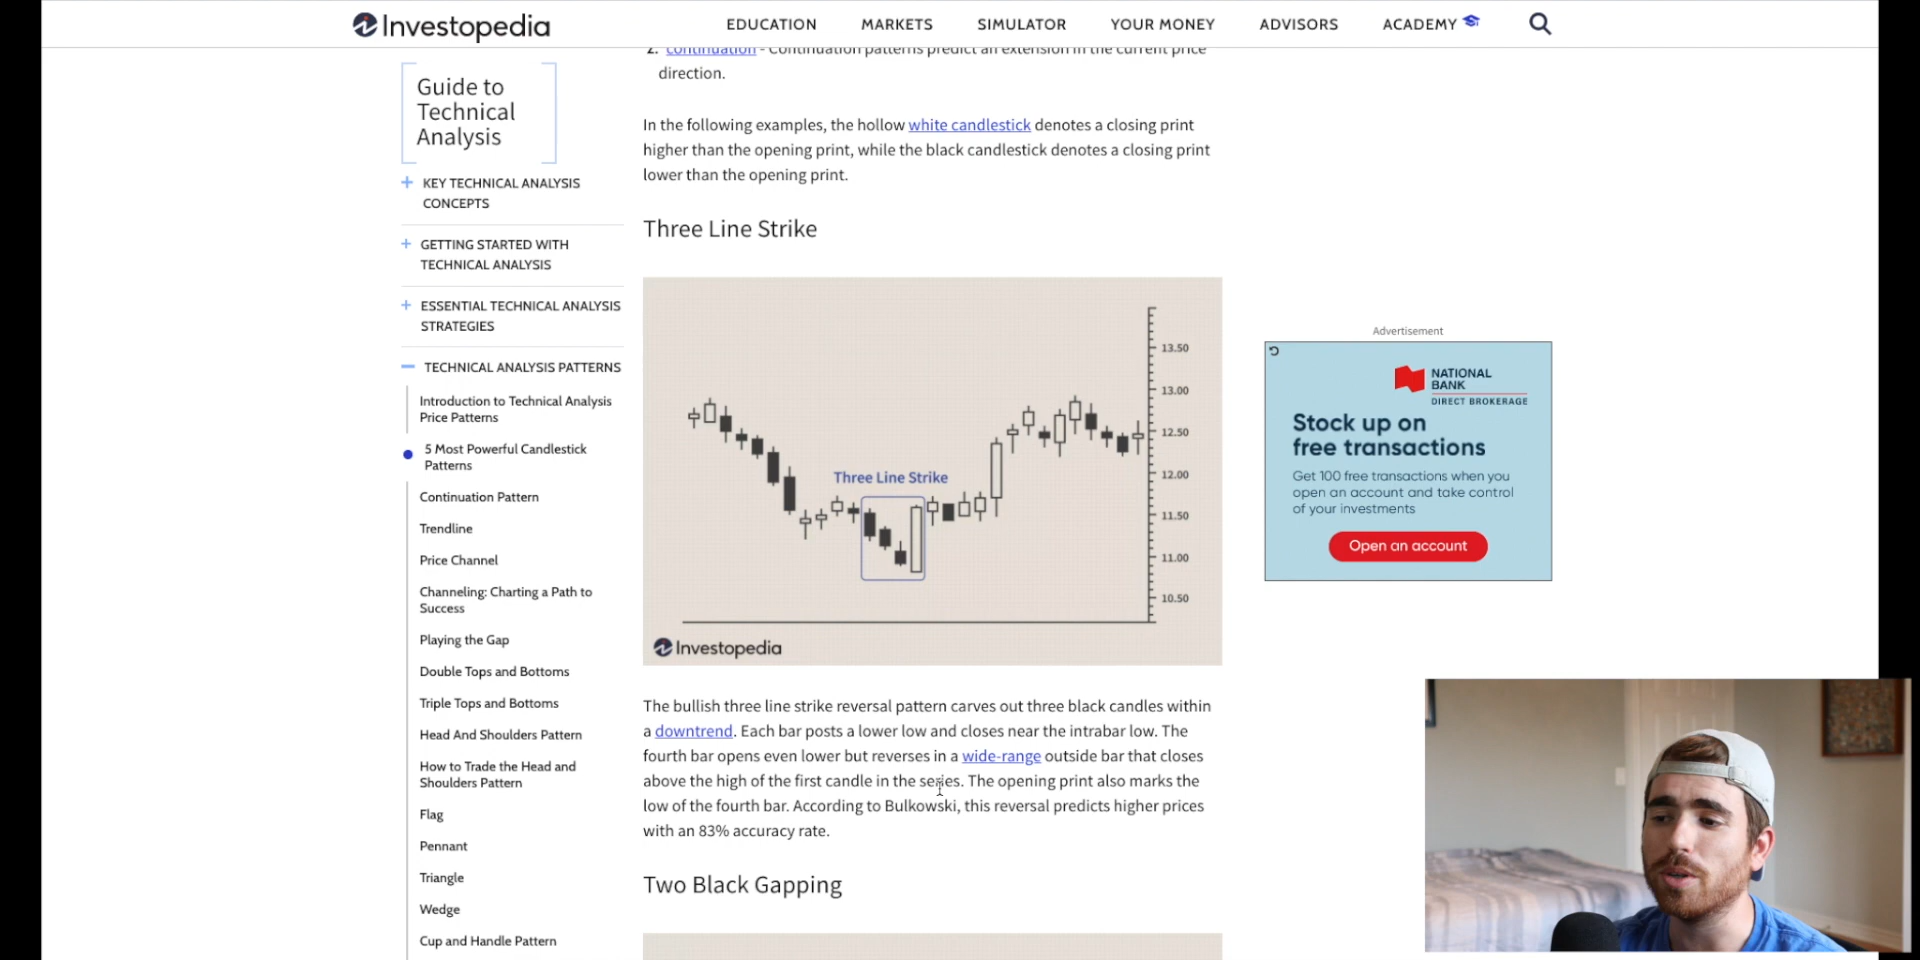 Investopedia
EDUCATION
MARKETS
SIMULATOR
YOUR MONEY
ADVISORS
ACADEMY
Guide to
Technical
Analysis
+ KEY TECHNICAL ANALYSIS
CONCEPTS
+ GETTING STARTED WITH
TECHNICAL ANALYSIS
+ ESSENTIAL TECHNICAL ANALYSIS
STRATEGIES
TECHNICAL ANALYSIS PATTERNS
Introduction to Technical Analysis
Price Patterns
5 Most Powerful Candlestick
Patterns
Continuation Pattern
Trendline
Price Channel
Channeling: Charting a Path to
Success
Playing the Gap
Double Tops and Bottoms
Triple Tops and Bottoms
Head And Shoulders Pattern
How to Trade the Head and
Shoulders Pattern
Flag
Pennant
Triangle
Wedge
Cup and Handle Pattern
2. continuation - Continuation patterns predict an extension in the current price
direction.
In the following examples, the hollow white candlestick denotes a closing print
higher than the opening print, while the black candlestick denotes a closing print
lower than the opening print.
Three Line Strike
Three Line Strike
13.50
13.00
12.50
12.00
11.50
11.00
10.50
Investopedia
The bullish three line strike reversal pattern carves out three black candles within
a downtrend. Each bar posts a lower low and closes near the intrabar low. The
fourth bar opens even lower but reverses in a wide-range outside bar that closes
above the high of the first candle in the series. The opening print also marks the
low of the fourth bar. According to Bulkowski, this reversal predicts higher prices
with an 83% accuracy rate.
Two Black Gapping
Advertisement
NATIONAL
BANK
DIRECT BROKERAGE
Stock up on
free transactions
Get 100 free transactions when you
open an account and take control
of your investments
Open an account